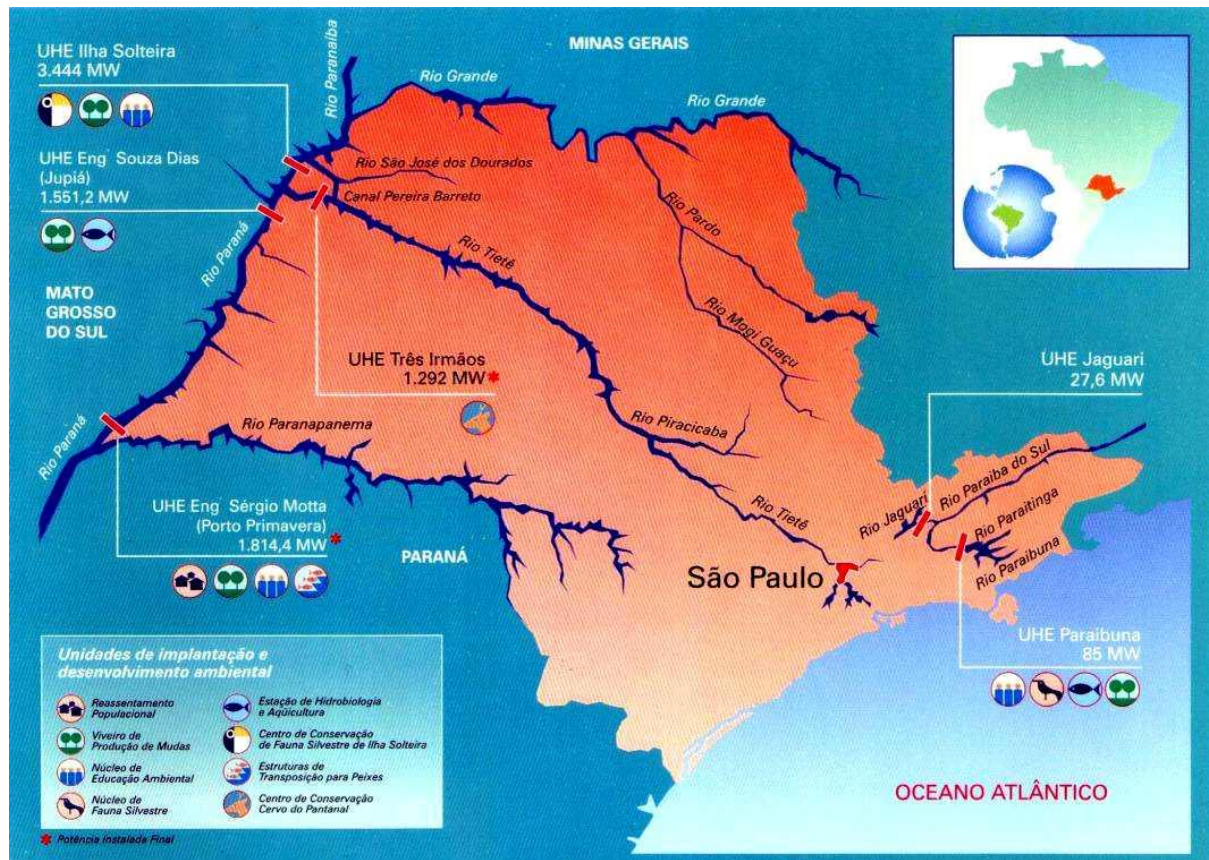 UHE Ilha Solteira
3.444 MW
UHE Eng Souza Dias
(Jupiá)
1.551,2 MW
MINAS GERAIS
Rio Paranaíba
Rio Grande
Rio Grande
Rio São José dos Dourados
Canal Pereira Barreto
Rio Paraná
Rio Tietê
Rio Pardo
Rio Mogi Guaçu
MATO
GROSSO
DO SUL
UHE Três Irmãos
1.292 MW*
UHE Jaguari
27,6 MW
Rio Paraná
Rio Paranapanema
Rio Piracicaba
Rio Tietê
Rio Jaguari
Rio Paraiba do Sul
Rio Paraitinga
Rio Paraibuna
UHE Eng Sérgio Motta
(Porto Primavera)
1.814,4 MW*
PARANÁ
São Paulo
UHE Paraibuna
85 MW
OCEANO ATLÂNTICO
Unidades de implantação e
desenvolvimento ambiental
Reassentamento
Populacional
Viveiro de
Produção de Mudas
Núcleo de
Educação Ambiental
Núcleo de
Fauna Silvestre
Estação de Hidrobiologia
e Aqüicultura
Centro de Conservação
de Fauna Silvestre de Ilha Solteira
Estruturas de
Transposição para Peixes
Centro de Conservação
Cervo do Pantanal
* Potência Instalada Final